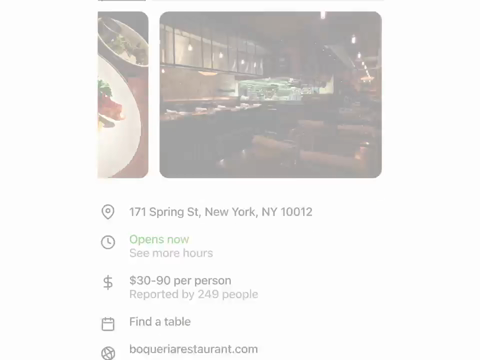 171 Spring St, New York, NY 10012
Opens now
See more hours
$30-90 per person
Reported by 249 people
Find a table
boqueriarestaurant.com